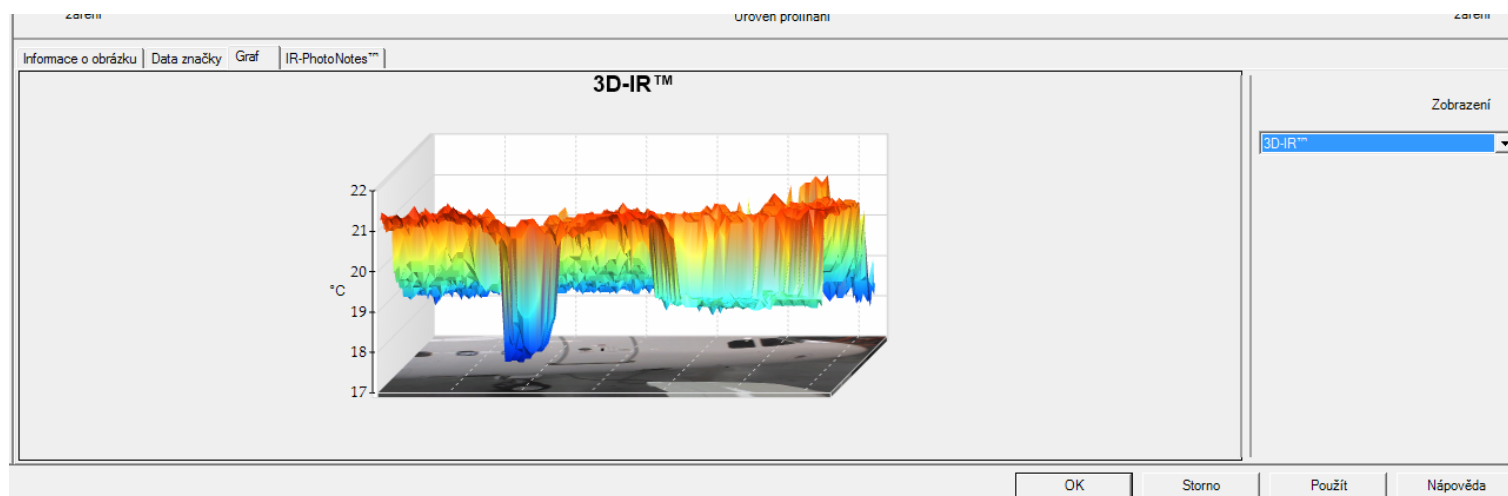 záření Úroveň prolínání záření
Informace o obrázku Data značky Graf IR-PhotoNotes™
3D-IR™
Zobrazení
3D-IR™
22
21
20
°C
19
18
17
OK Storno Použít Nápověda